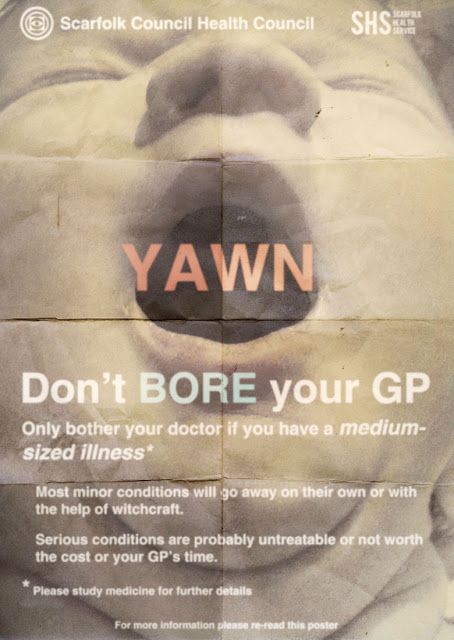 Scarfolk Council Health Council
SHS SCARFOLK
HEALTH
SERVICE
YAWN
Don't BORE your GP
Only bother your doctor if you have a medium-
sized illness*
Most minor conditions will go away on their own or with
the help of witchcraft.
Serious conditions are probably untreatable or not worth
the cost or your GP's time.
* Please study medicine for further details
For more information please re-read this poster